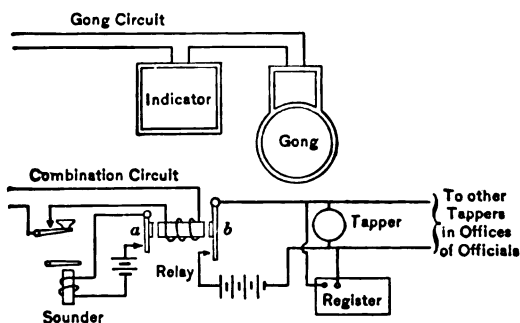 Gong Circuit
Indicator
Gong
Combination Circuit
a
b
Relay
Sounder
Tapper
Register
To other
Tappers
in Offices
of Officials